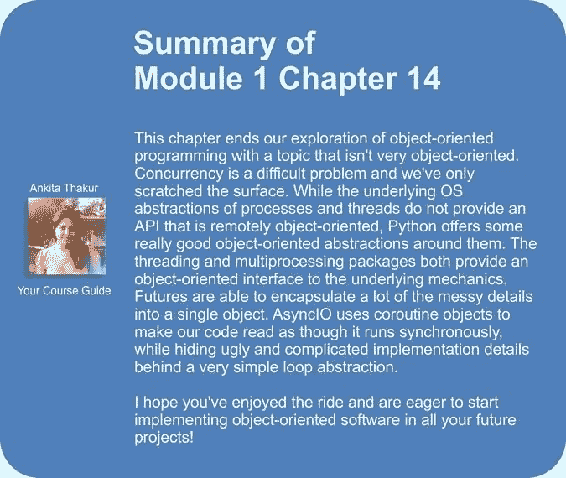 Summary of
Module 1 Chapter 14
This chapter ends our exploration of object-oriented
programming with a topic that isn't very object-oriented.
Concurrency is a difficult problem and we've only
scratched the surface. While the underlying OS
abstractions of processes and threads do not provide an
API that is remotely object-oriented, Python offers some
really good object-oriented abstractions around them. The
threading and multiprocessing packages both provide an
object-oriented interface to the underlying mechanics.
Futures are able to encapsulate a lot of the messy details
into a single object. AsyncIO uses coroutine objects to
make our code read as though it runs synchronously,
while hiding ugly and complicated implementation details
behind a very simple loop abstraction.
I hope you've enjoyed the ride and are eager to start
implementing object-oriented software in all your future
projects!
Ankita Thakur
Your Course Guide